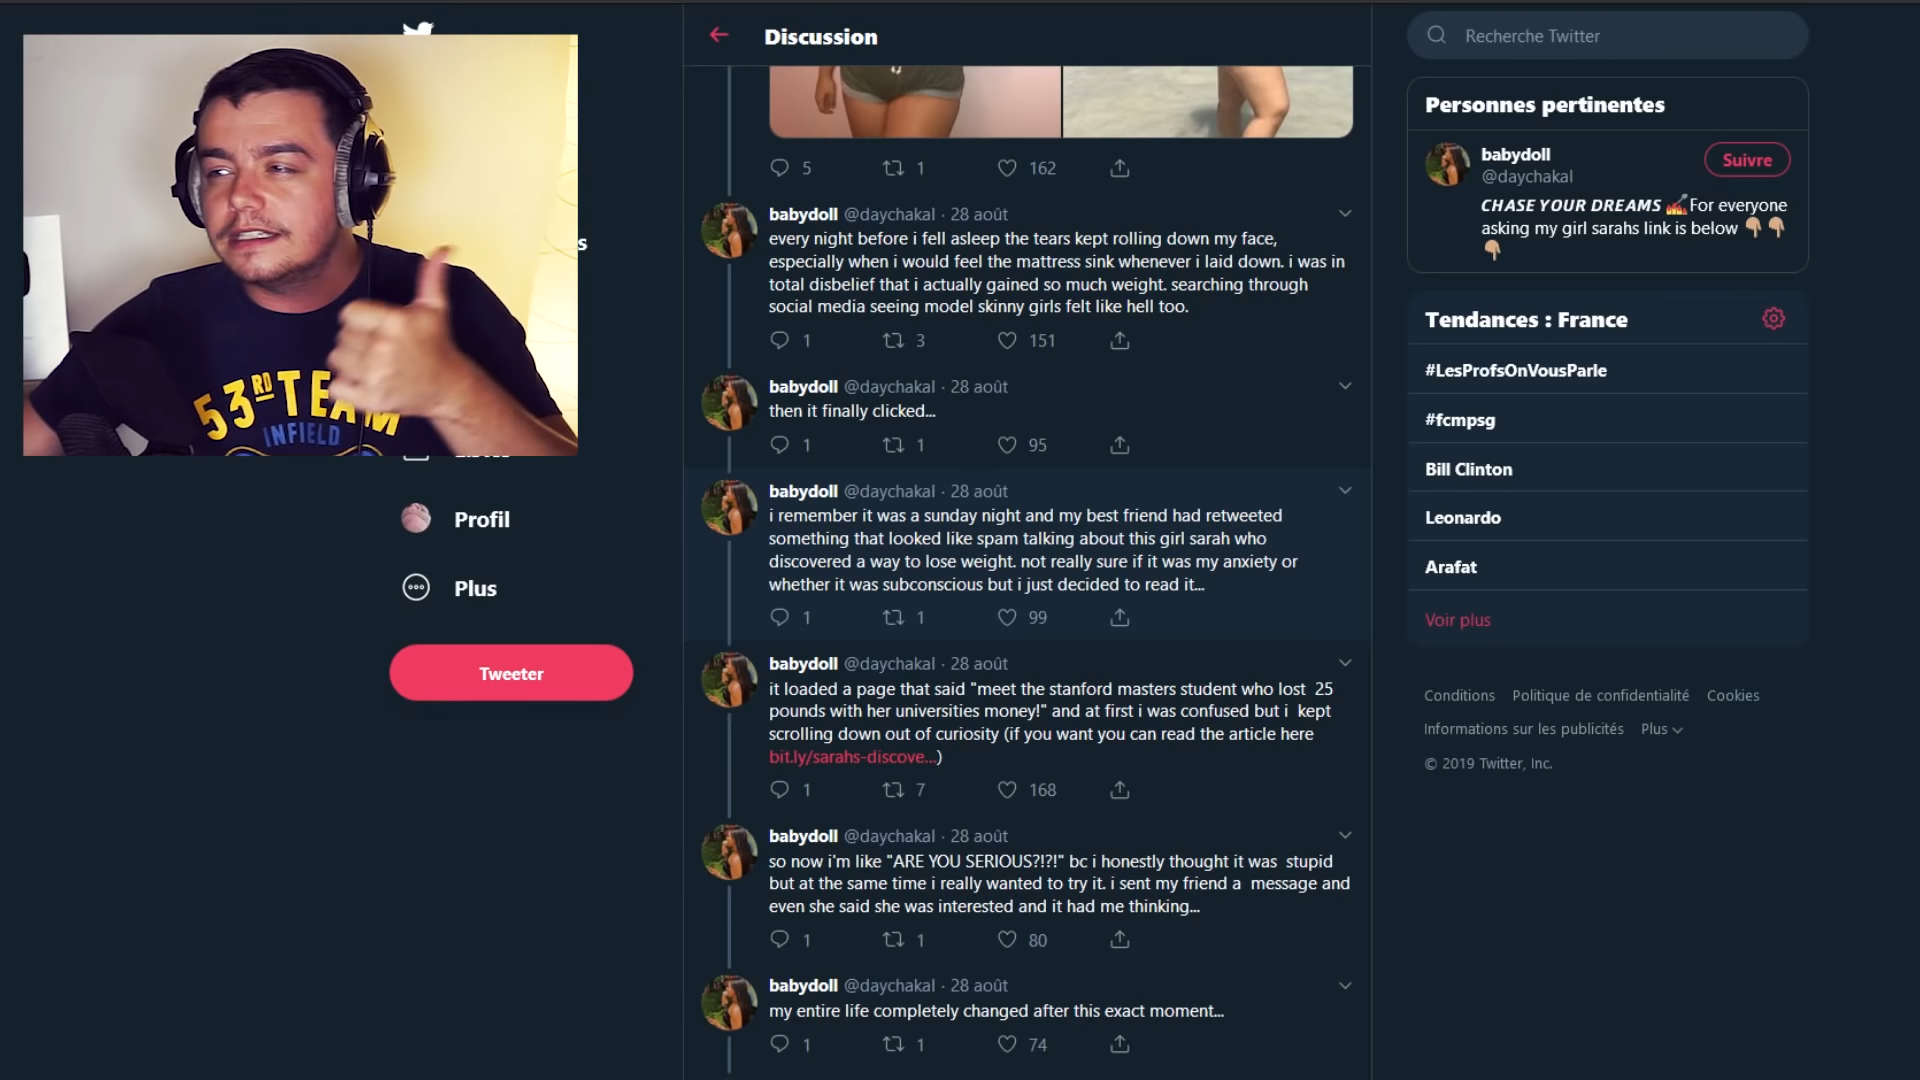 53RD TEAM
INFIELD
s
Profil
Plus
Tweeter
Discussion
5 1 162
babydoll @daychakal · 28 août
every night before i fell asleep the tears kept rolling down my face,
especially when i would feel the mattress sink whenever i laid down. i was in
total disbelief that i actually gained so much weight. searching through
social media seeing model skinny girls felt like hell too.
1 3 151
babydoll @daychakal · 28 août
then it finally clicked...
1 1 95
babydoll @daychakal · 28 août
i remember it was a sunday night and my best friend had retweeted
something that looked like spam talking about this girl sarah who
discovered a way to lose weight. not really sure if it was my anxiety or
whether it was subconscious but i just decided to read it...
1 1 99
babydoll @daychakal · 28 août
it loaded a page that said "meet the stanford masters student who lost 25
pounds with her universities money!" and at first i was confused but i kept
scrolling down out of curiosity (if you want you can read the article here
bit.ly/sarahs-discove...)
1 7 168
babydoll @daychakal · 28 août
so now i'm like "ARE YOU SERIOUS?!?!" bc i honestly thought it was stupid
but at the same time i really wanted to try it. i sent my friend a message and
even she said she was interested and it had me thinking...
1 1 80
babydoll @daychakal · 28 août
my entire life completely changed after this exact moment...
1 1 74
Recherche Twitter
Personnes pertinentes
babydoll
@daychakal
Suivre
CHASE YOUR DREAMS 💅🏽For everyone
asking my girl sarahs link is below 👇🏽👇🏽
👇🏽
Tendances : France
#LesProfsOnVousParle
#fcmpsg
Bill Clinton
Leonardo
Arafat
Voir plus
Conditions Politique de confidentialité Cookies
Informations sur les publicités Plus
© 2019 Twitter, Inc.